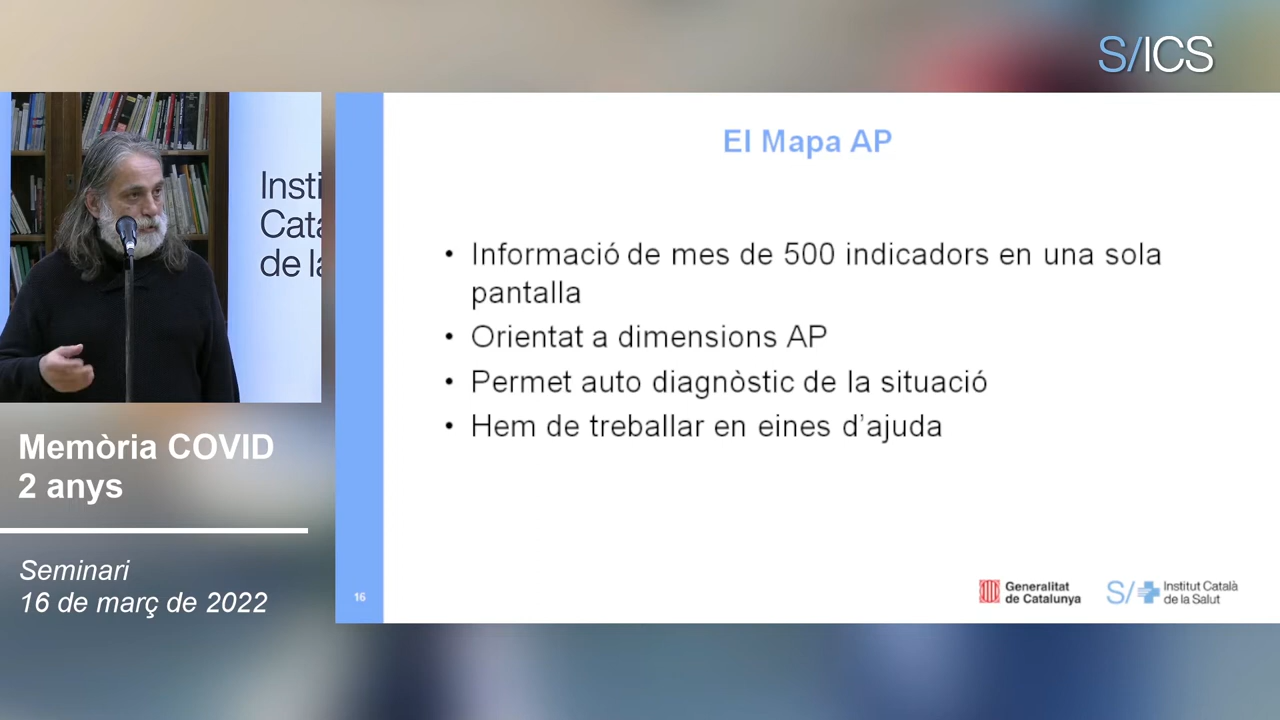 S/ICS
Insti
Cata
de la
Memòria COVID
2 anys
Seminari
16 de març de 2022
El Mapa AP
• Informació de mes de 500 indicadors en una sola
pantalla
• Orientat a dimensions AP
• Permet auto diagnòstic de la situació
• Hem de treballar en eines d’ajuda
16
Generalitat
de Catalunya
S/
Institut Català
de la Salut